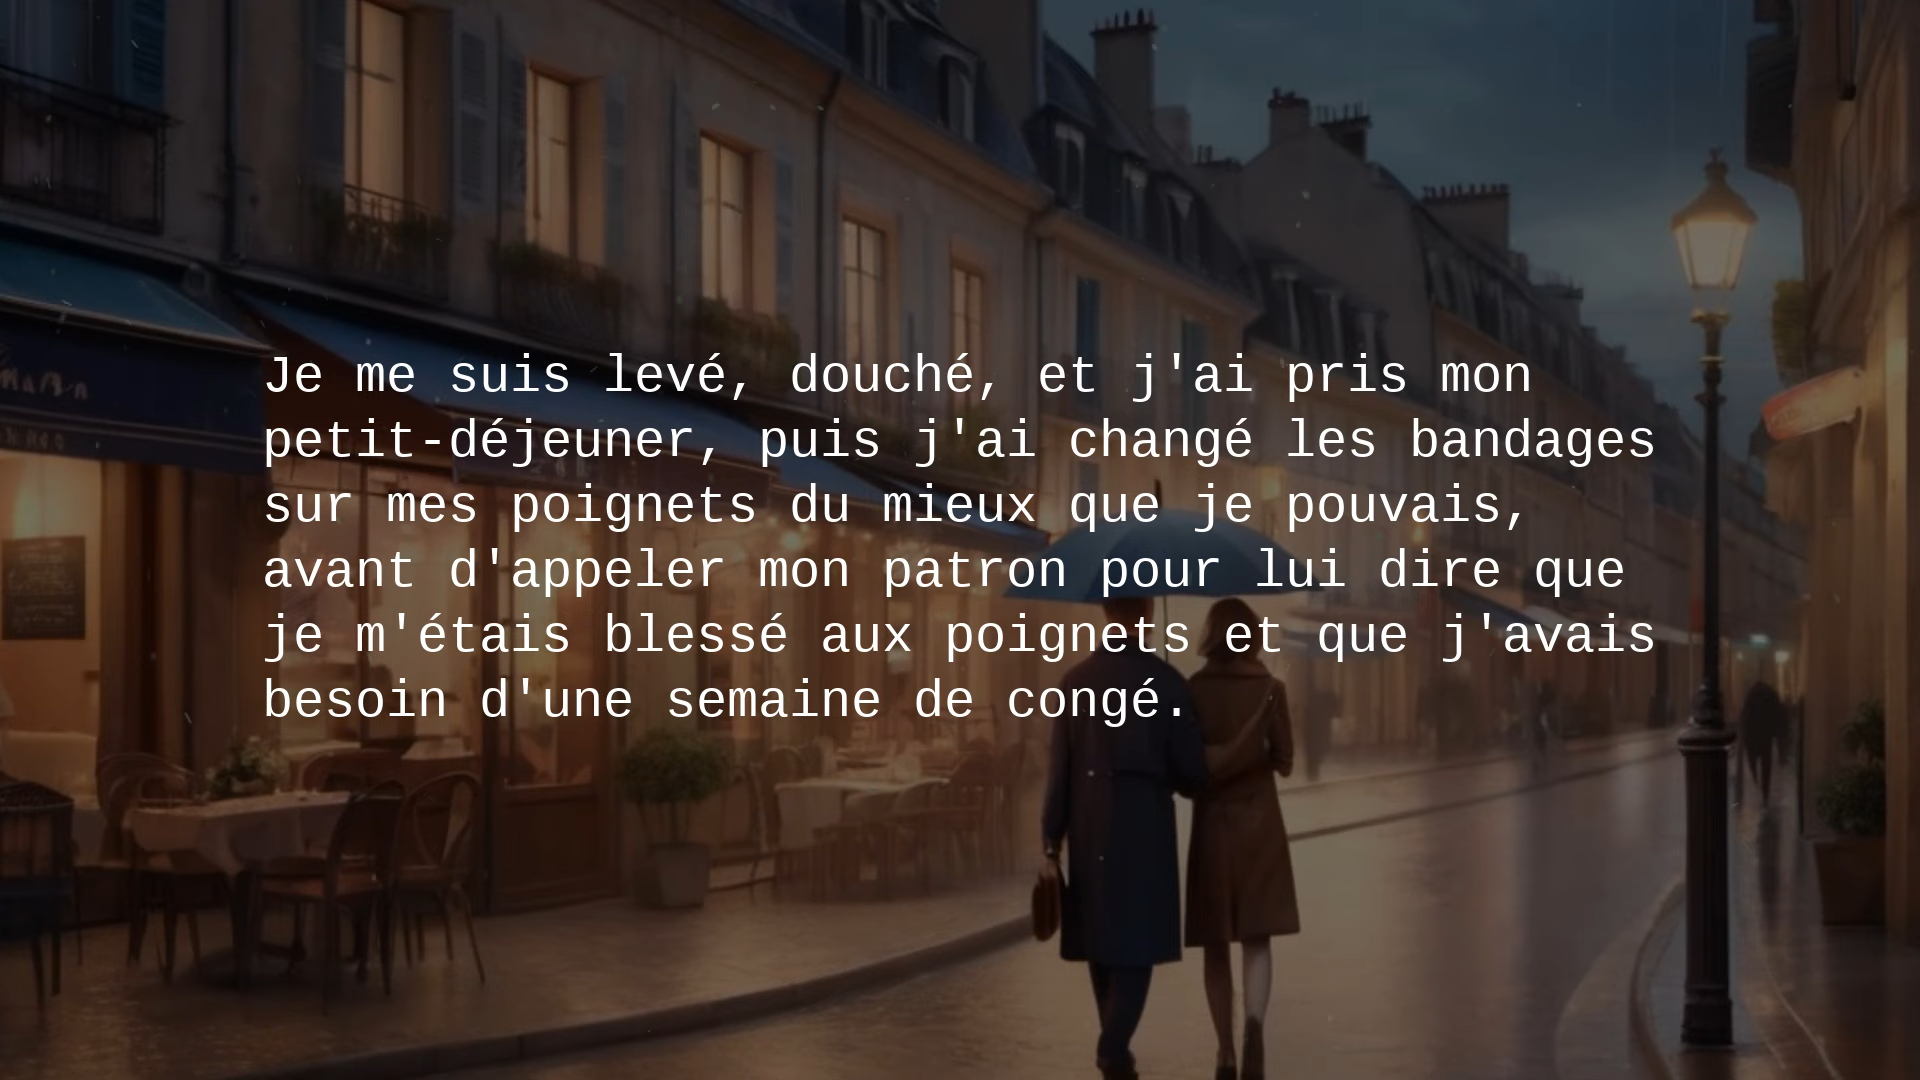 Je me suis levé, douché, et j'ai pris mon
petit-déjeuner, puis j'ai changé les bandages
sur mes poignets du mieux que je pouvais,
avant d'appeler mon patron pour lui dire que
je m'étais blessé aux poignets et que j'avais
besoin d'une semaine de congé.